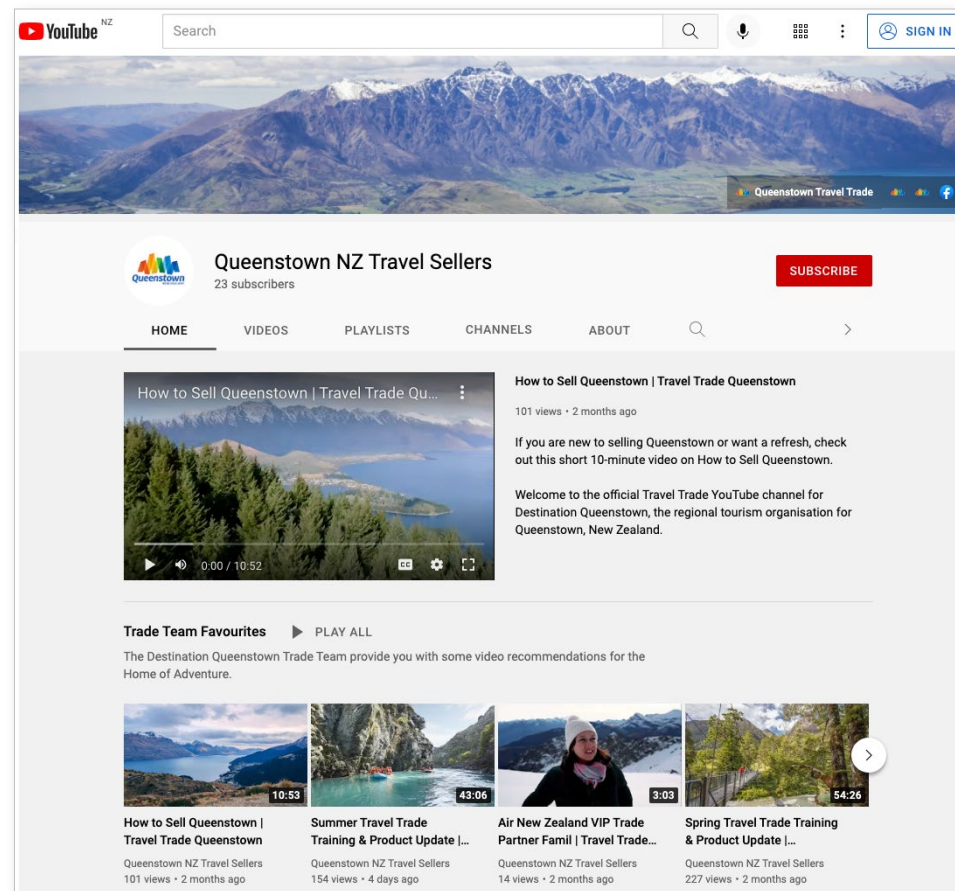 YouTube NZ
Search
SIGN IN
Queenstown Travel Trade
Queenstown
Queenstown NZ Travel Sellers
23 subscribers
SUBSCRIBE
HOME VIDEOS PLAYLISTS CHANNELS ABOUT
How to Sell Queenstown | Travel Trade Qu...
0:00 / 10:52
CC
How to Sell Queenstown | Travel Trade Queenstown
101 views • 2 months ago
If you are new to selling Queenstown or want a refresh, check
out this short 10-minute video on How to Sell Queenstown.
Welcome to the official Travel Trade YouTube channel for
Destination Queenstown, the regional tourism organisation for
Queenstown, New Zealand.
Trade Team Favourites PLAY ALL
The Destination Queenstown Trade Team provide you with some video recommendations for the
Home of Adventure.
10:53
How to Sell Queenstown |
Travel Trade Queenstown
Queenstown NZ Travel Sellers
101 views • 2 months ago
43:06
Summer Travel Trade
Training & Product Update |...
Queenstown NZ Travel Sellers
154 views • 4 days ago
3:03
Air New Zealand VIP Trade
Partner Famil | Travel Trade...
Queenstown NZ Travel Sellers
14 views • 2 months ago
54:26
Spring Travel Trade Training
& Product Update |...
Queenstown NZ Travel Sellers
227 views • 2 months ago